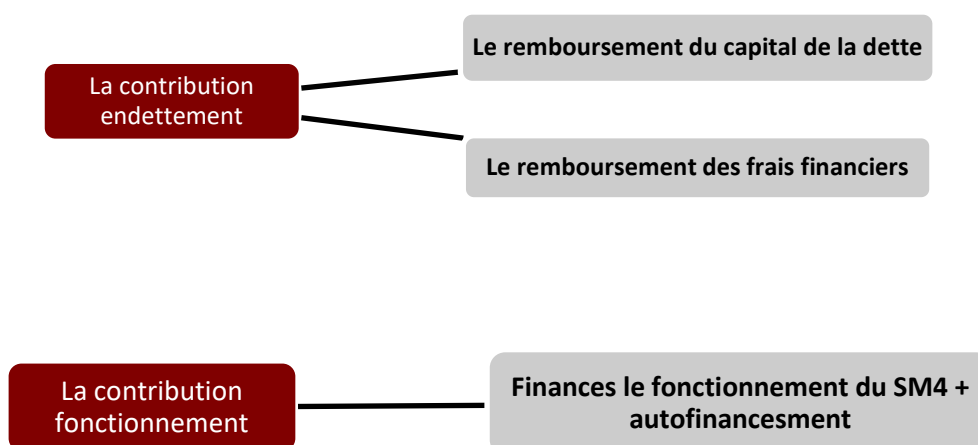 Le remboursement du capital de la dette
La contribution
endettement
Le remboursement des frais financiers
La contribution
fonctionnement
Finances le fonctionnement du SM4 +
autofinancesment